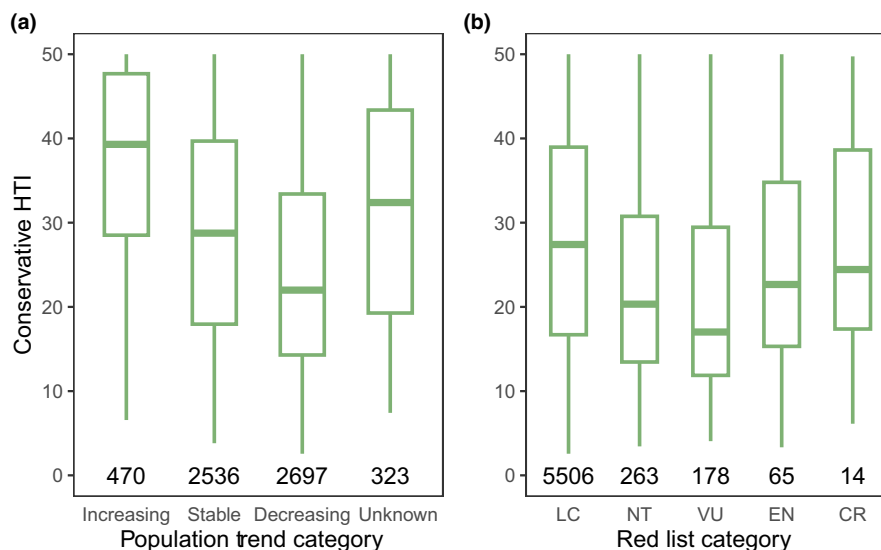 (a)
Conservative HTI
50
40
30
20
10
0
470 2536 2697 323
Increasing Stable Decreasing Unknown
Population trend category
(b)
50
40
30
20
10
0
5506 263 178 65 14
LC NT VU EN CR
Red list category